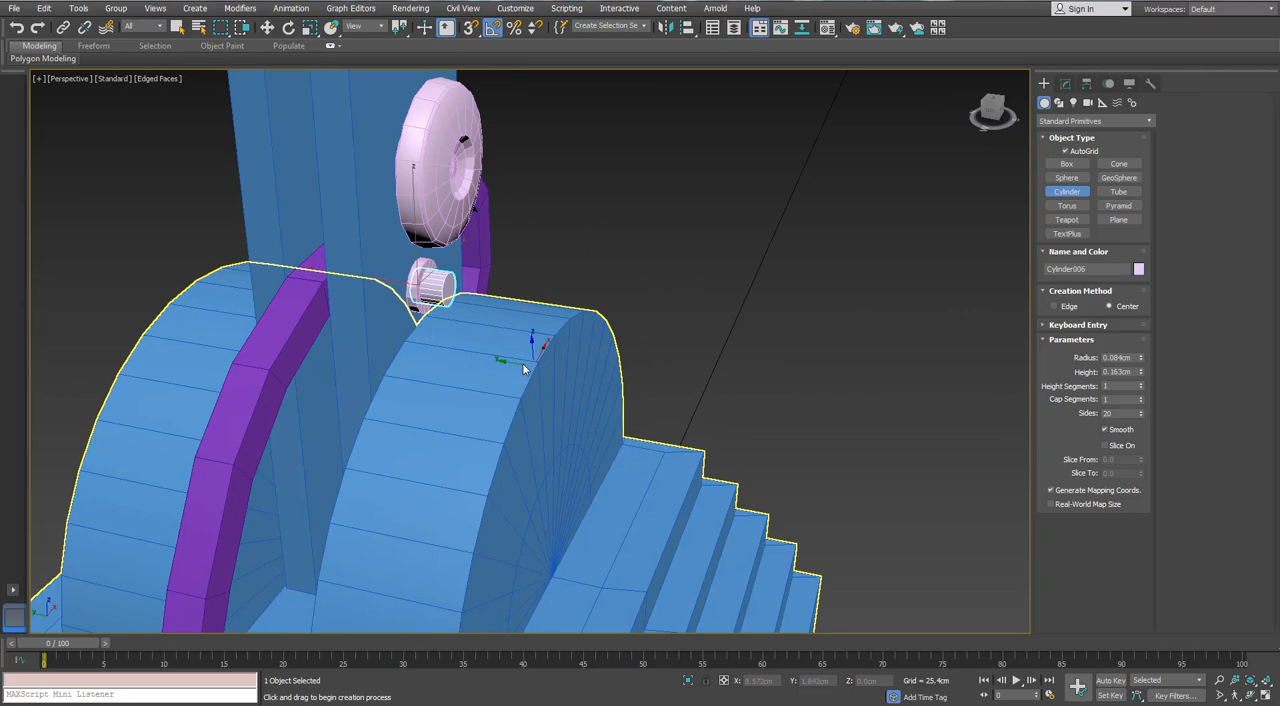 File Edit Tools Group Views Create Modifiers Animation Graph Editors Rendering Civil View Customize Scripting Interactive Content Arnold Help Sign In Workspaces: Default
All View Create Selection Se
Modeling Freeform Selection Object Paint Populate
Polygon Modeling
[+] [Perspective] [Standard] [Edged Faces]
Standard Primitives
Object Type
AutoGrid
Box Cone
Sphere GeoSphere
Cylinder Tube
Torus Pyramid
Teapot Plane
TextPlus
Name and Color
Cylinder006
Creation Method
Edge Center
Keyboard Entry
Parameters
Radius: 0.084cm
Height: 0.163cm
Height Segments: 1
Cap Segments: 1
Sides: 20
Smooth
Slice On
Slice From: 0.0
Slice To: 0.0
Generate Mapping Coords.
Real-World Map Size
z
z
z
y
< 0 / 100 >
0 5 10 15 20 25 30 35 40 45 50 55 60 65 70 75 80 85 90 95 100
1 Object Selected X: 8.572cm Y: 1.842cm Z: 0.0cm Grid = 25.4cm Auto Key Selected
MAXScript Mini Listener Click and drag to begin creation process Add Time Tag 0 Set Key Key Filters...